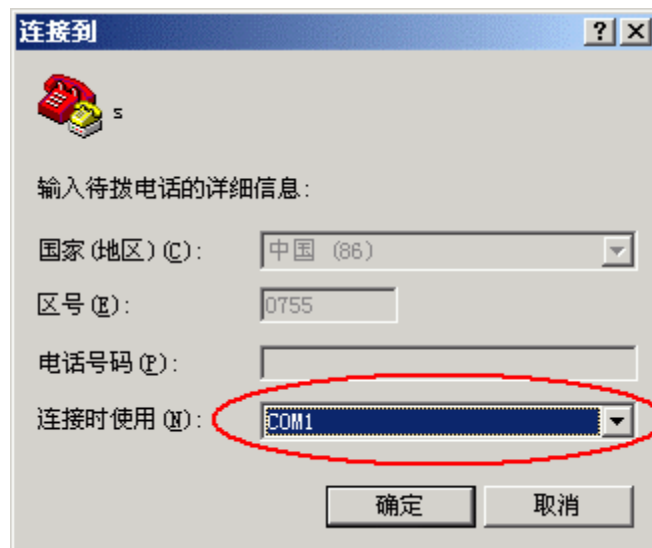 连接到
s
输入待拨电话的详细信息:
国家(地区)(C): 中国 (86)
区号(E): 0755
电话号码(P):
连接时使用(N): COM1
确定 取消